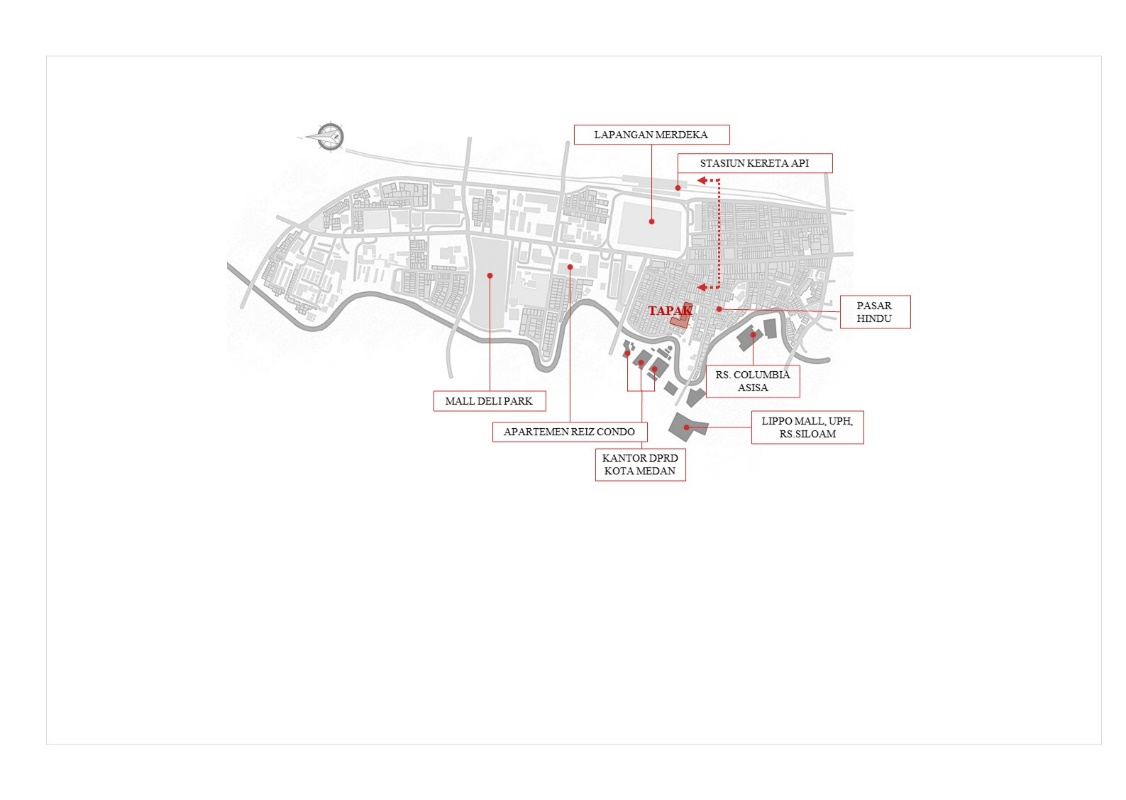 LAPANGAN MERDEKA
STASIUN KERETA API
TAPAK
PASAR
HINDU
RS. COLUMBIA
ASISA
MALL DELI PARK
LIPPO MALL, UPH,
RS.SILOAM
APARTEMEN REIZ CONDO
KANTOR DPRD
KOTA MEDAN